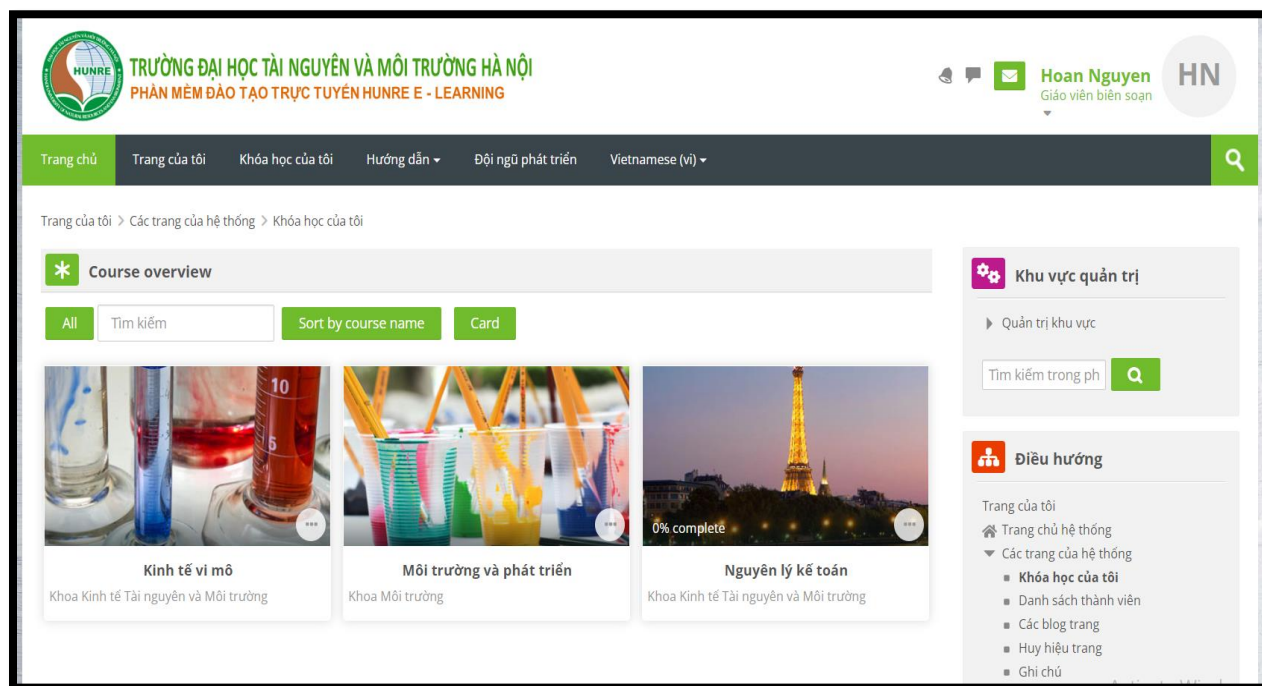 HUNRE
TRƯỜNG ĐẠI HỌC TÀI NGUYÊN VÀ MÔI TRƯỜNG HÀ NỘI
PHẦN MỀM ĐÀO TẠO TRỰC TUYẾN HUNRE E - LEARNING
Hoan Nguyen
Giáo viên biên soạn
HN
Trang chủ Trang của tôi Khóa học của tôi Hướng dẫn Đội ngũ phát triển Vietnamese (vi)
Trang của tôi > Các trang của hệ thống > Khóa học của tôi
Course overview
All Tìm kiếm Sort by course name Card
10
5
0% complete
Kinh tế vi mô
Khoa Kinh tế Tài nguyên và Môi trường
Môi trường và phát triển
Khoa Môi trường
Nguyên lý kế toán
Khoa Kinh tế Tài nguyên và Môi trường
Khu vực quản trị
Quản trị khu vực
Tìm kiếm trong ph
Điều hướng
Trang của tôi
Trang chủ hệ thống
Các trang của hệ thống
Khóa học của tôi
Danh sách thành viên
Các blog trang
Huy hiệu trang
Ghi chú